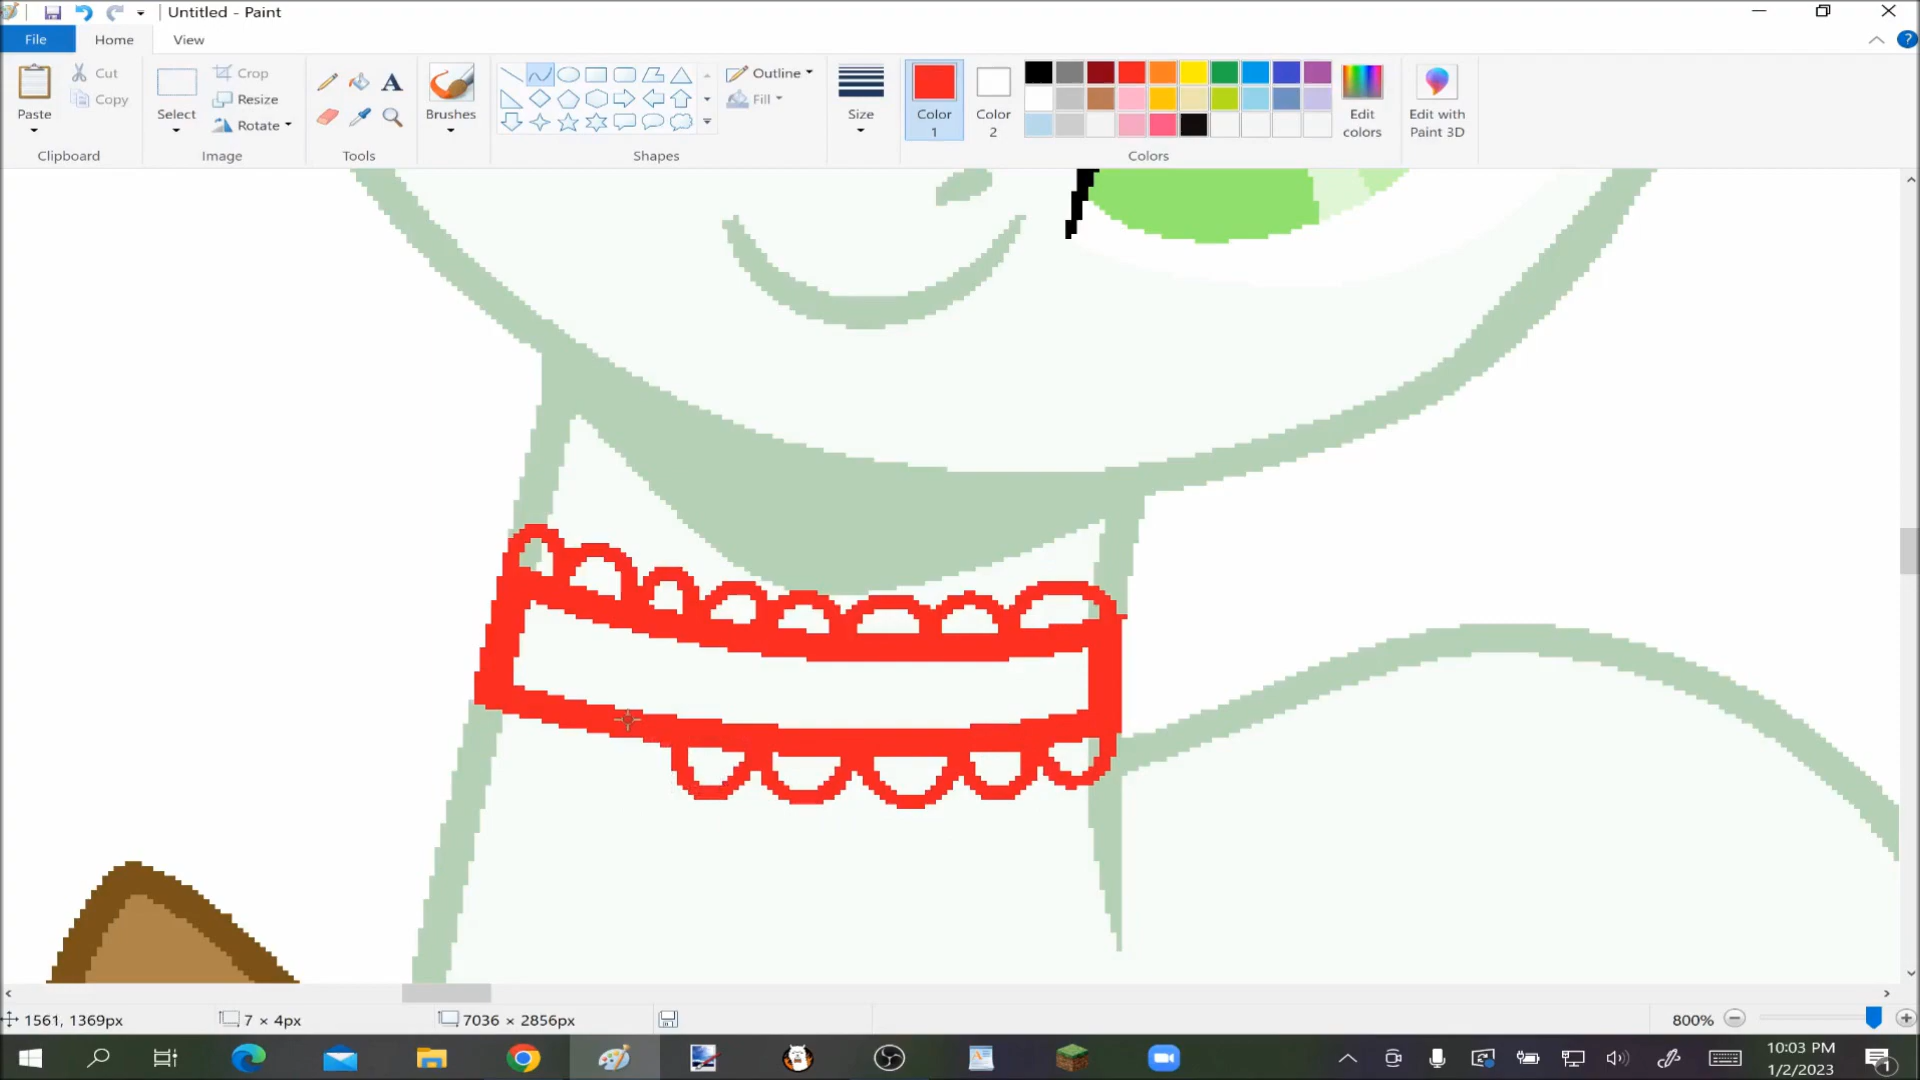 Untitled - Paint
File Home View
Paste
Cut
Copy
Clipboard
Select
Crop
Resize
Rotate
Image
Tools
Brushes
Shapes
Outline
Fill
Size
Color 1
Color 2
Colors
Edit colors
Edit with Paint 3D
1561, 1369px
7 × 4px
7036 × 2856px
800%
10:03 PM
1/2/2023
1